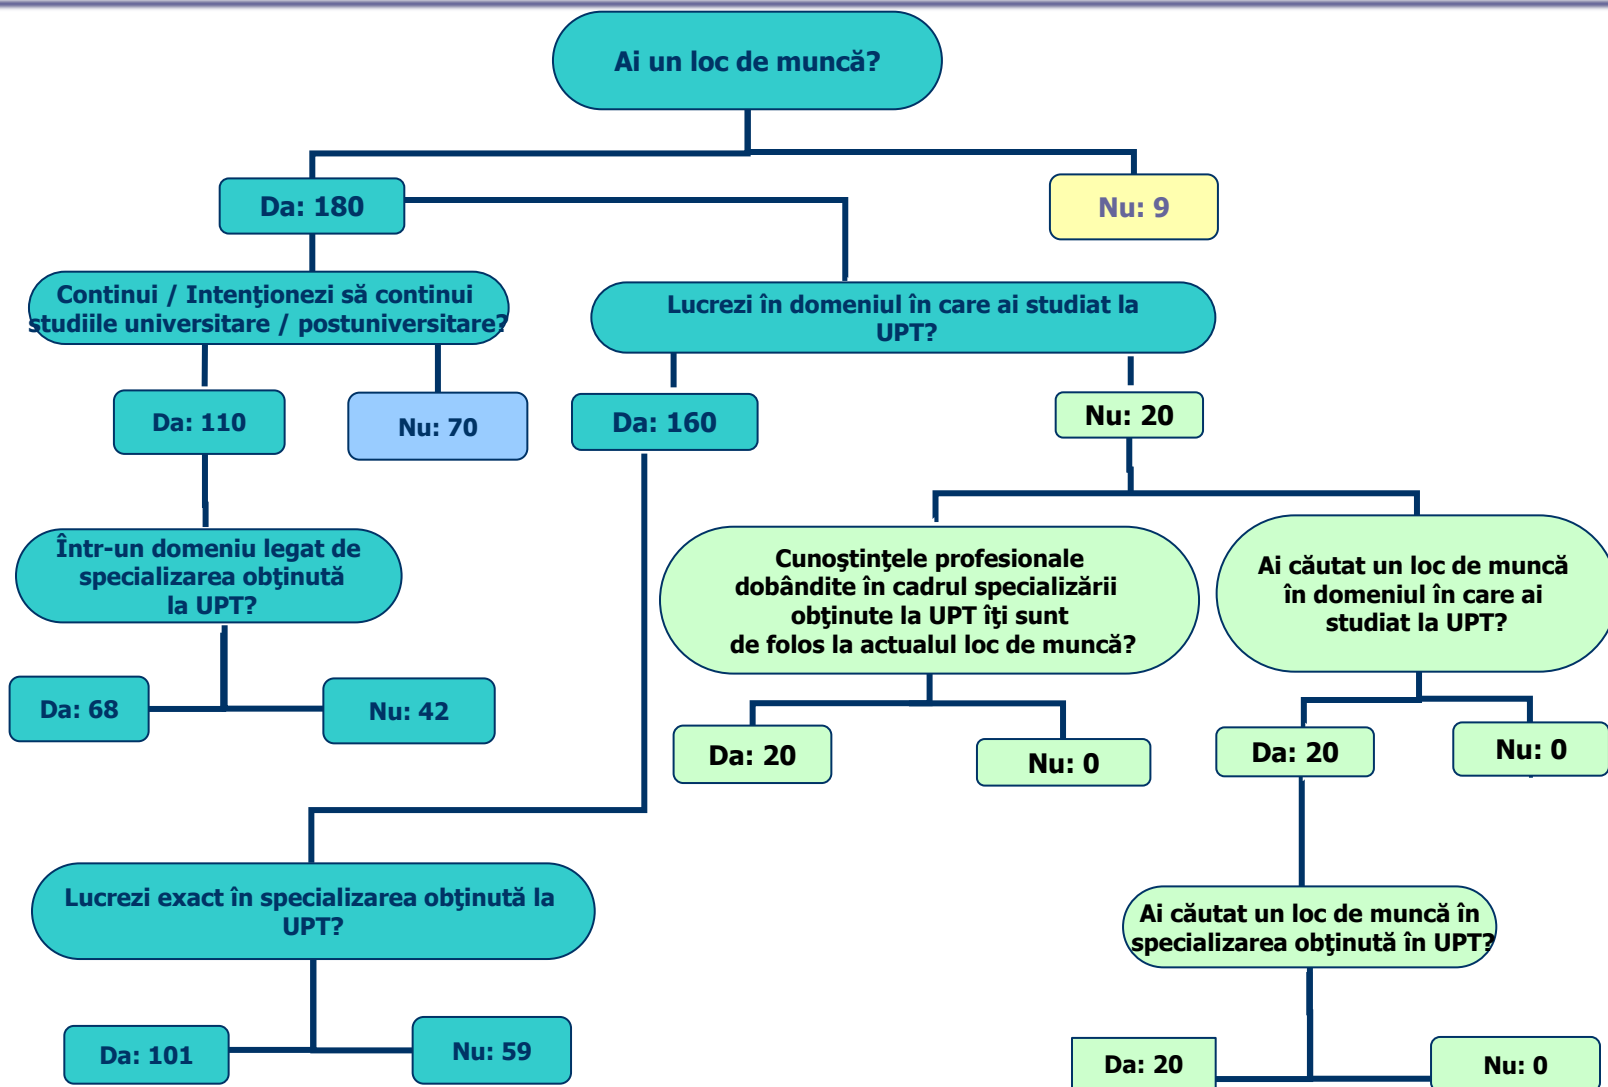 Ai un loc de muncă?
Da: 180
Nu: 9
Continui / Intenţionezi să continui
studiile universitare / postuniversitare?
Lucrezi în domeniul în care ai studiat la
UPT?
Da: 110
Nu: 70
Da: 160
Nu: 20
Într-un domeniu legat de
specializarea obţinută
la UPT?
Cunoştinţele profesionale
dobândite în cadrul specializării
obţinute la UPT îţi sunt
de folos la actualul loc de muncă?
Ai căutat un loc de muncă
în domeniul în care ai
studiat la UPT?
Da: 68
Nu: 42
Da: 20
Nu: 0
Da: 20
Nu: 0
Lucrezi exact în specializarea obţinută la
UPT?
Ai căutat un loc de muncă în
specializarea obţinută în UPT?
Da: 101
Nu: 59
Da: 20
Nu: 0